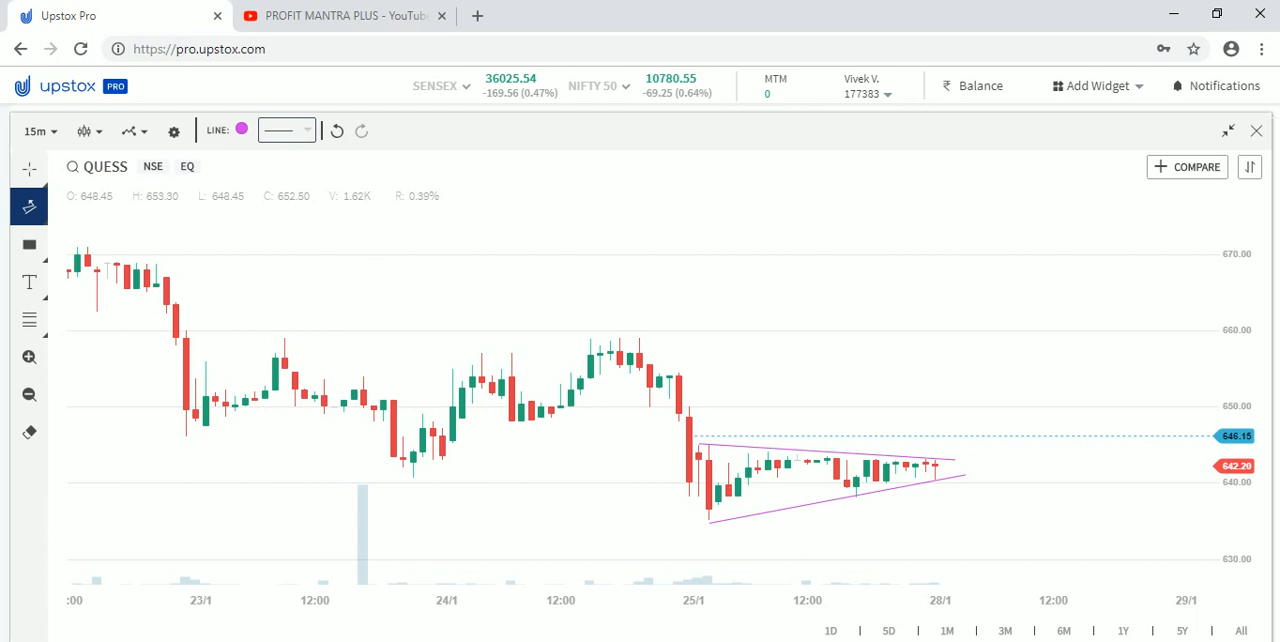 Upstox Pro
PROFIT MANTRA PLUS - YouTub
https://pro.upstox.com
upstox PRO
SENSEX 36025.54 -169.56 (0.47%)
NIFTY 50 10780.55 -69.25 (0.64%)
MTM 0
Vivek V. 177383
₹ Balance
Add Widget
Notifications
15m
LINE:
QUESS NSE EQ
COMPARE
O: 648.45 H: 653.30 L: 648.45 C: 652.50 V: 1.62K R: 0.39%
T
670.00
660.00
650.00
646.15
642.20
640.00
630.00
:00 23/1 12:00 24/1 12:00 25/1 12:00 28/1 12:00 29/1
1D 5D 1M 3M 6M 1Y 5Y All